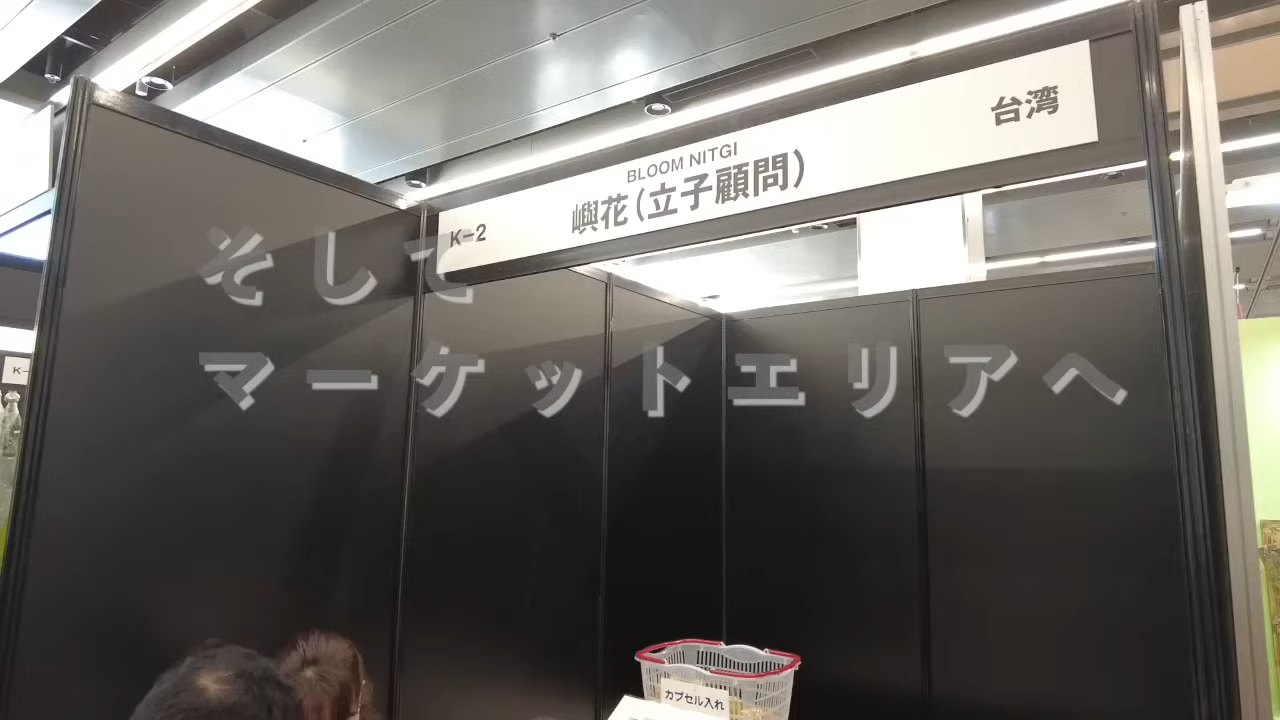 台湾
BLOOM NITGI
嶼花(立子顧問)
K-2
そして
マーケットエリアへ
K-
カプセル入れ